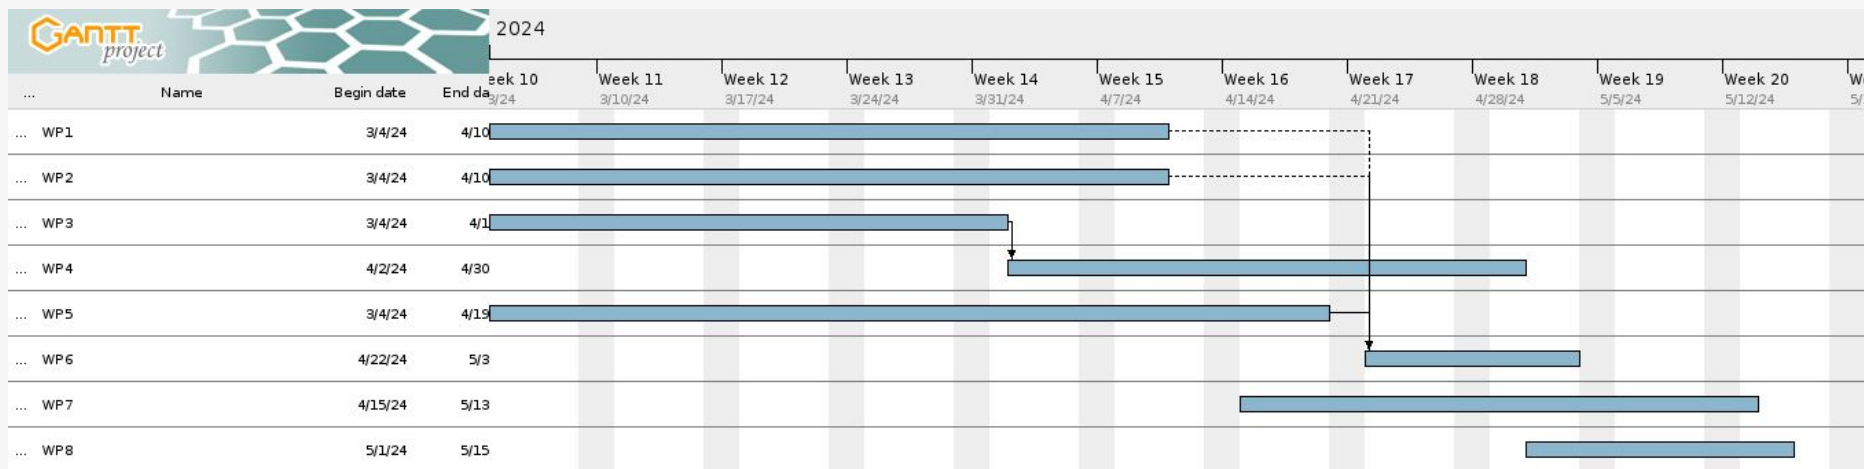 GANTT
project
2024
eek 10 Week 11 Week 12 Week 13 Week 14 Week 15 Week 16 Week 17 Week 18 Week 19 Week 20
... Name Begin date End da
3/24 3/10/24 3/17/24 3/24/24 3/31/24 4/7/24 4/14/24 4/21/24 4/28/24 5/5/24 5/12/24 5/
... WP1 3/4/24 4/10
... WP2 3/4/24 4/10
... WP3 3/4/24 4/1
... WP4 4/2/24 4/30
... WP5 3/4/24 4/19
... WP6 4/22/24 5/3
... WP7 4/15/24 5/13
... WP8 5/1/24 5/15